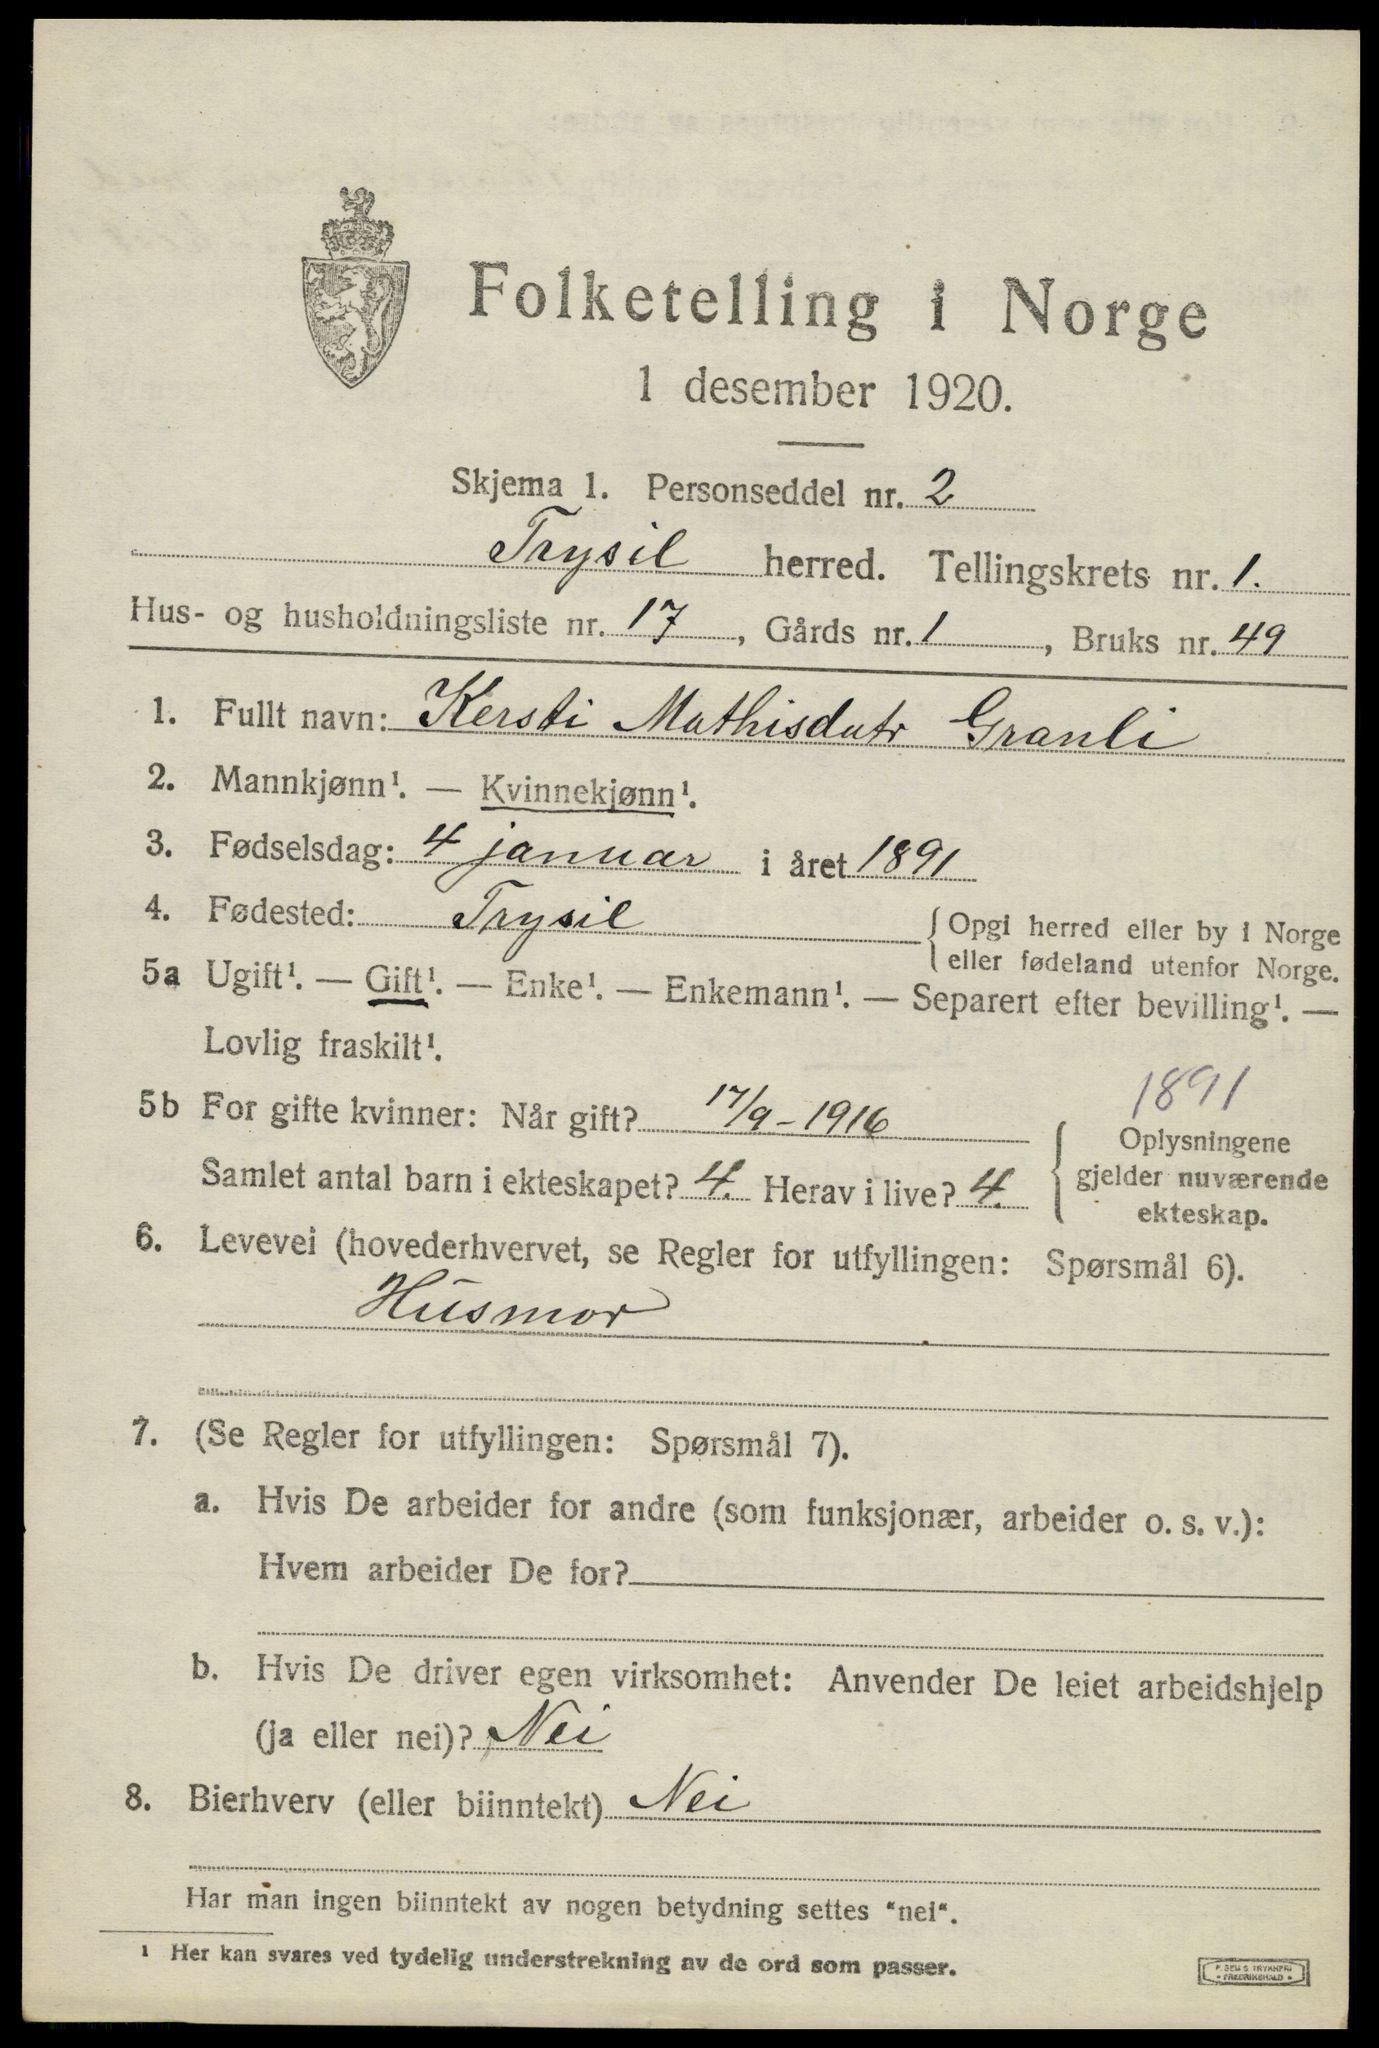 Folketelling i Norge
1 desember 1920.
Skjema 1. Personseddel nr. 2
Trysil herred. Tellingskrets nr. 1.
Hus- og husholdningsliste nr. 17, Gårds nr. 1, Bruks nr. 49
1. Fullt navn: Kersti Mathisdatr Granli
2. Mannkjønn¹. — Kvinnekjønn¹.
3. Fødselsdag: 4 januar i året 1891
4. Fødested: Trysil { Opgi herred eller by i Norge
eller fødeland utenfor Norge.
5a Ugift¹. — Gift¹. — Enke¹. — Enkemann¹. — Separert efter bevilling¹. —
Lovlig fraskilt¹.
1891
5b For gifte kvinner: Når gift? 17/9-1916
Samlet antal barn i ekteskapet? 4. Herav i live? 4.
{ Oplysningene
gjelder nuværende
ekteskap.
6. Levevei (hovederhvervet, se Regler for utfyllingen: Spørsmål 6).
Husmor
7. (Se Regler for utfyllingen: Spørsmål 7).
a. Hvis De arbeider for andre (som funksjonær, arbeider o. s. v.):
Hvem arbeider De for?
b. Hvis De driver egen virksomhet: Anvender De leiet arbeidshjelp
(ja eller nei)? Nei
8. Bierhverv (eller biinntekt) Nei
Har man ingen biinntekt av nogen betydning settes "nei".
¹ Her kan svares ved tydelig understrekning av de ord som passer.